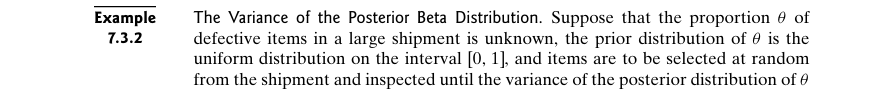 Example The Variance of the Posterior Beta Distribution. Suppose that the proportion θ of
7.3.2 defective items in a large shipment is unknown, the prior distribution of θ is the
uniform distribution on the interval [0, 1], and items are to be selected at random
from the shipment and inspected until the variance of the posterior distribution of θ